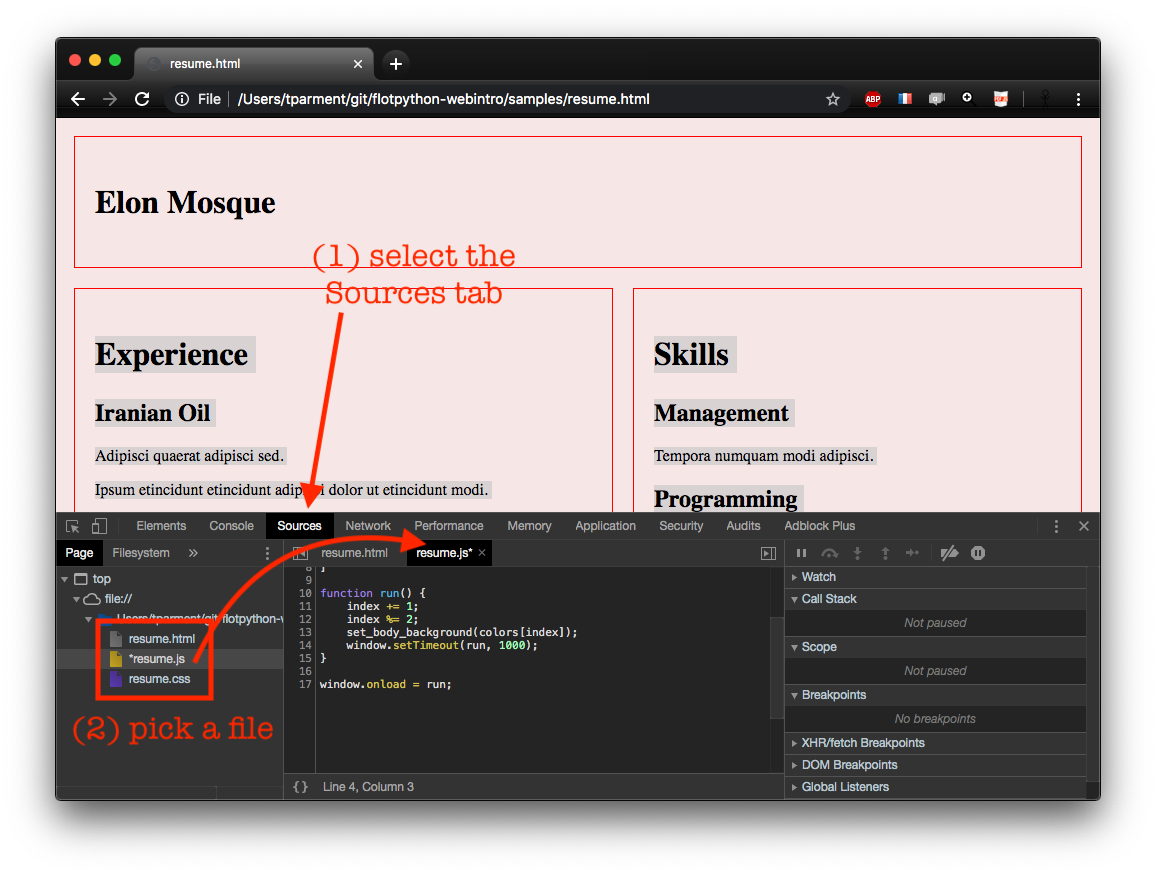 resume.html
File
/Users/tparment/git/flotpython-webintro/samples/resume.html
ABP
Elon Mosque
(1) select the
Sources tab
Experience
Skills
Iranian Oil
Management
Adipisci quaerat adipisci sed.
Tempora numquam modi adipisci.
Ipsum etincidunt etincidunt adipisci dolor ut etincidunt modi.
Programming
Elements Console Sources Network Performance Memory Application Security Audits Adblock Plus
Page Filesystem »
resume.html resume.js*
top
file://
Users/tparment/git/flotpython-w
resume.html
*resume.js
resume.css
(2) pick a file
8 }
9
10 function run() {
11 index += 1;
12 index %= 2;
13 set_body_background(colors[index]);
14 window.setTimeout(run, 1000);
15 }
16
17 window.onload = run;
{} Line 4, Column 3
Watch
Call Stack
Not paused
Scope
Not paused
Breakpoints
No breakpoints
XHR/fetch Breakpoints
DOM Breakpoints
Global Listeners